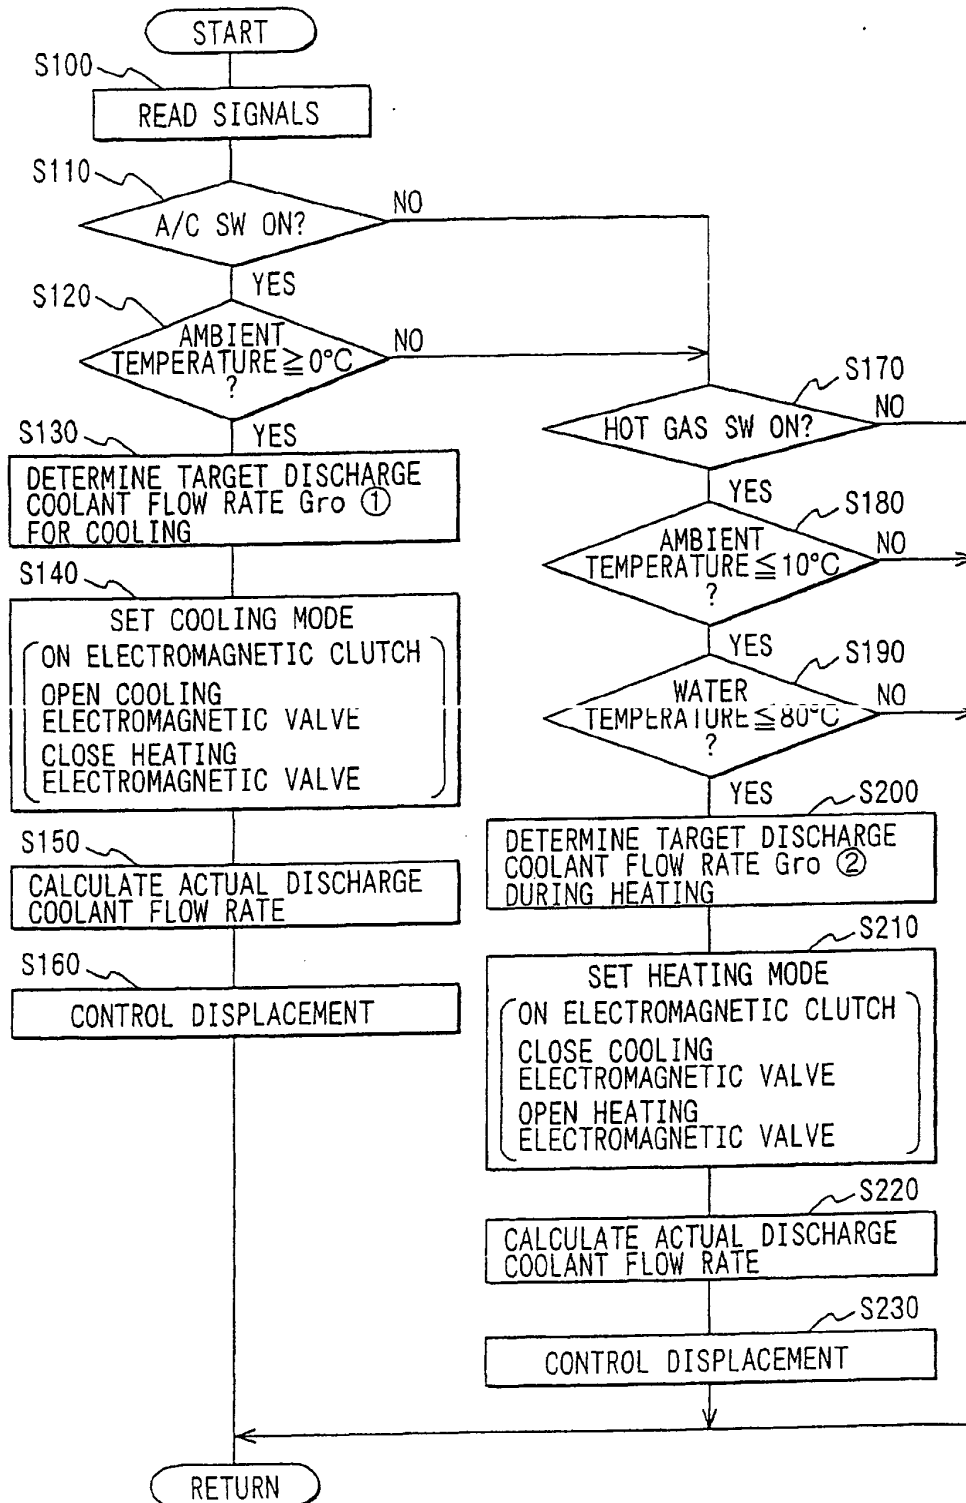 START
S100
READ SIGNALS
S110
A/C SW ON?
NO
YES
S120
AMBIENT
TEMPERATURE≧0°C
?
NO
YES
S130
DETERMINE TARGET DISCHARGE
COOLANT FLOW RATE Gro ①
FOR COOLING
S140
SET COOLING MODE
ON ELECTROMAGNETIC CLUTCH
OPEN COOLING
ELECTROMAGNETIC VALVE
CLOSE HEATING
ELECTROMAGNETIC VALVE
S150
CALCULATE ACTUAL DISCHARGE
COOLANT FLOW RATE
S160
CONTROL DISPLACEMENT
S170
HOT GAS SW ON?
NO
YES
S180
AMBIENT
TEMPERATURE≦10°C
?
NO
YES
S190
WATER
TEMPERATURE≦80°C
?
NO
YES
S200
DETERMINE TARGET DISCHARGE
COOLANT FLOW RATE Gro ②
DURING HEATING
S210
SET HEATING MODE
ON ELECTROMAGNETIC CLUTCH
CLOSE COOLING
ELECTROMAGNETIC VALVE
OPEN HEATING
ELECTROMAGNETIC VALVE
S220
CALCULATE ACTUAL DISCHARGE
COOLANT FLOW RATE
S230
CONTROL DISPLACEMENT
RETURN